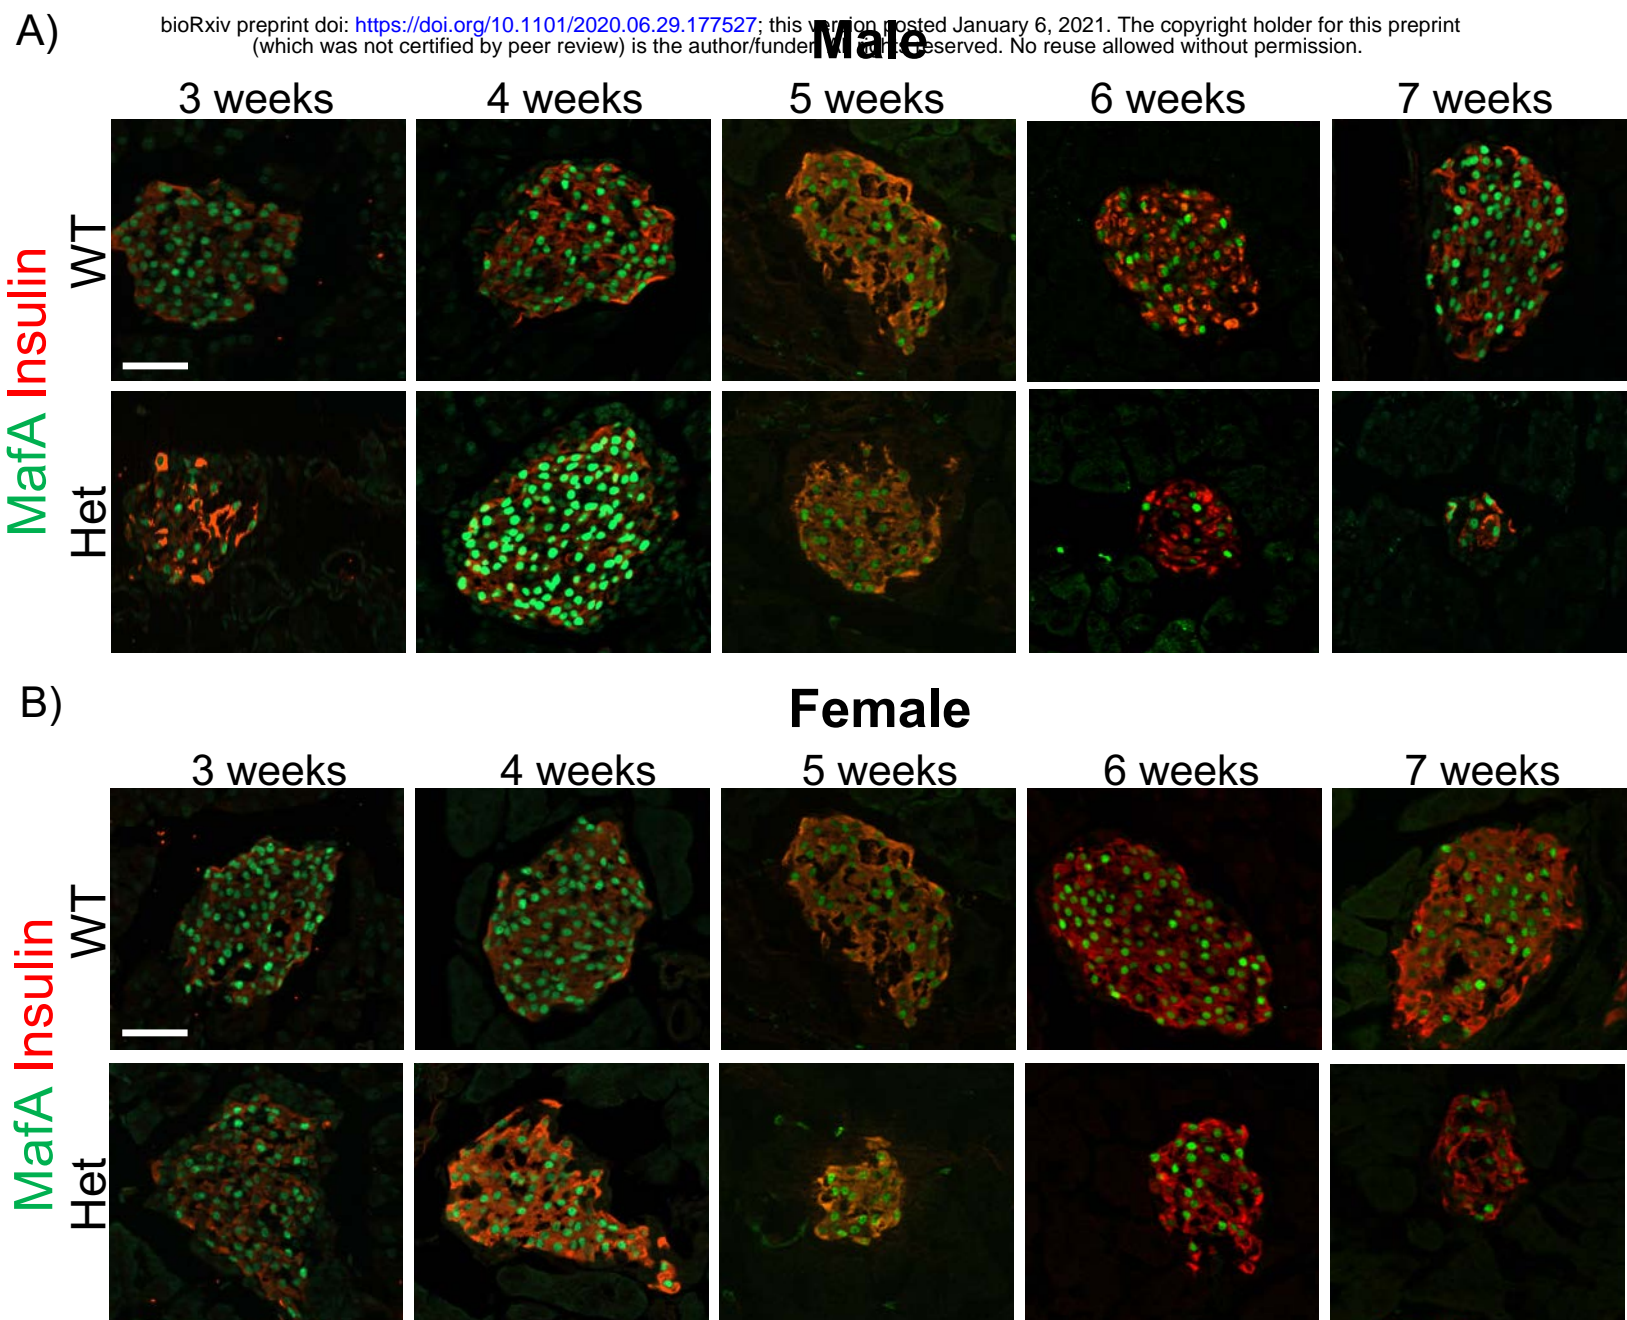 A)
bioRxiv preprint doi: https://doi.org/10.1101/2020.06.29.177527; this version posted January 6, 2021. The copyright holder for this preprint
(which was not certified by peer review) is the author/funder. All rights reserved. No reuse allowed without permission.
Male
3 weeks 4 weeks 5 weeks 6 weeks 7 weeks
MafA Insulin
WT
Het
B)
Female
3 weeks 4 weeks 5 weeks 6 weeks 7 weeks
MafA Insulin
WT
Het